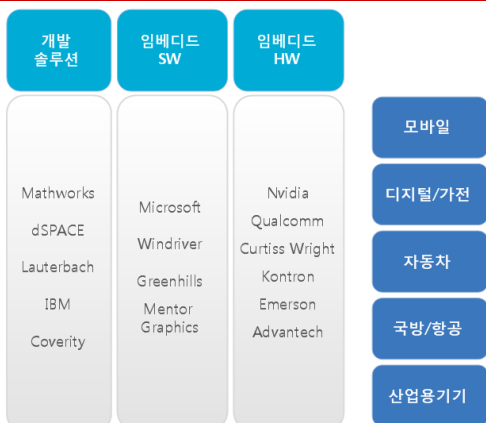 개발
솔루션
임베디드
SW
임베디드
HW
Mathworks
dSPACE
Lauterbach
IBM
Coverity
Microsoft
Windriver
Greenhills
Mentor
Graphics
Nvidia
Qualcomm
Curtiss Wright
Kontron
Emerson
Advantech
모바일
디지털/가전
자동차
국방/항공
산업용기기